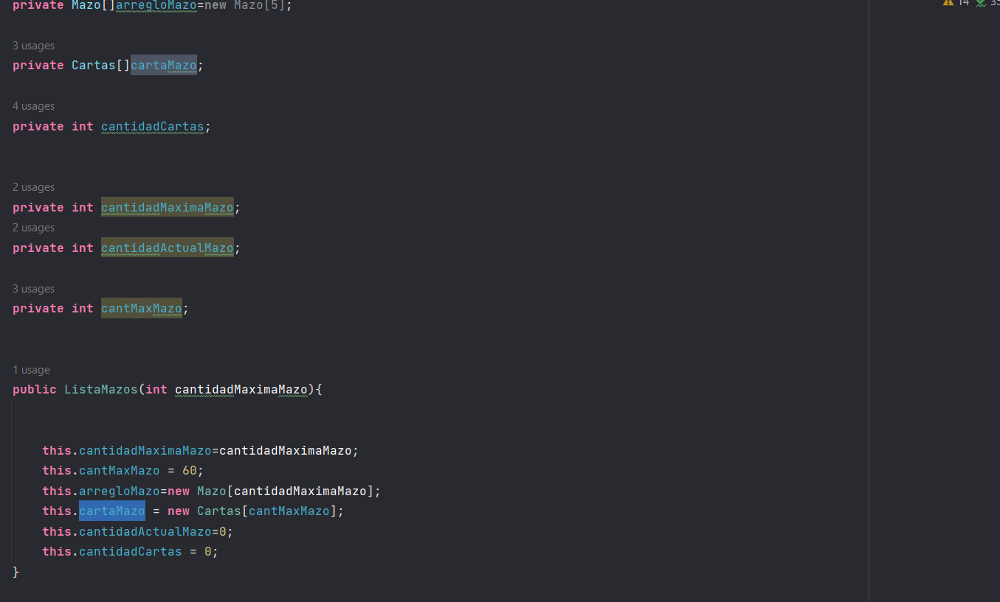 private Mazo[]arregloMazo=new Mazo[5];
14
3 usages
private Cartas[]cartaMazo;
4 usages
private int cantidadCartas;
2 usages
private int cantidadMaximaMazo;
2 usages
private int cantidadActualMazo;
3 usages
private int cantMaxMazo;
1 usage
public ListaMazos(int cantidadMaximaMazo){
this.cantidadMaximaMazo=cantidadMaximaMazo;
this.cantMaxMazo = 60;
this.arregloMazo=new Mazo[cantidadMaximaMazo];
this.cartaMazo = new Cartas[cantMaxMazo];
this.cantidadActualMazo=0;
this.cantidadCartas = 0;
}